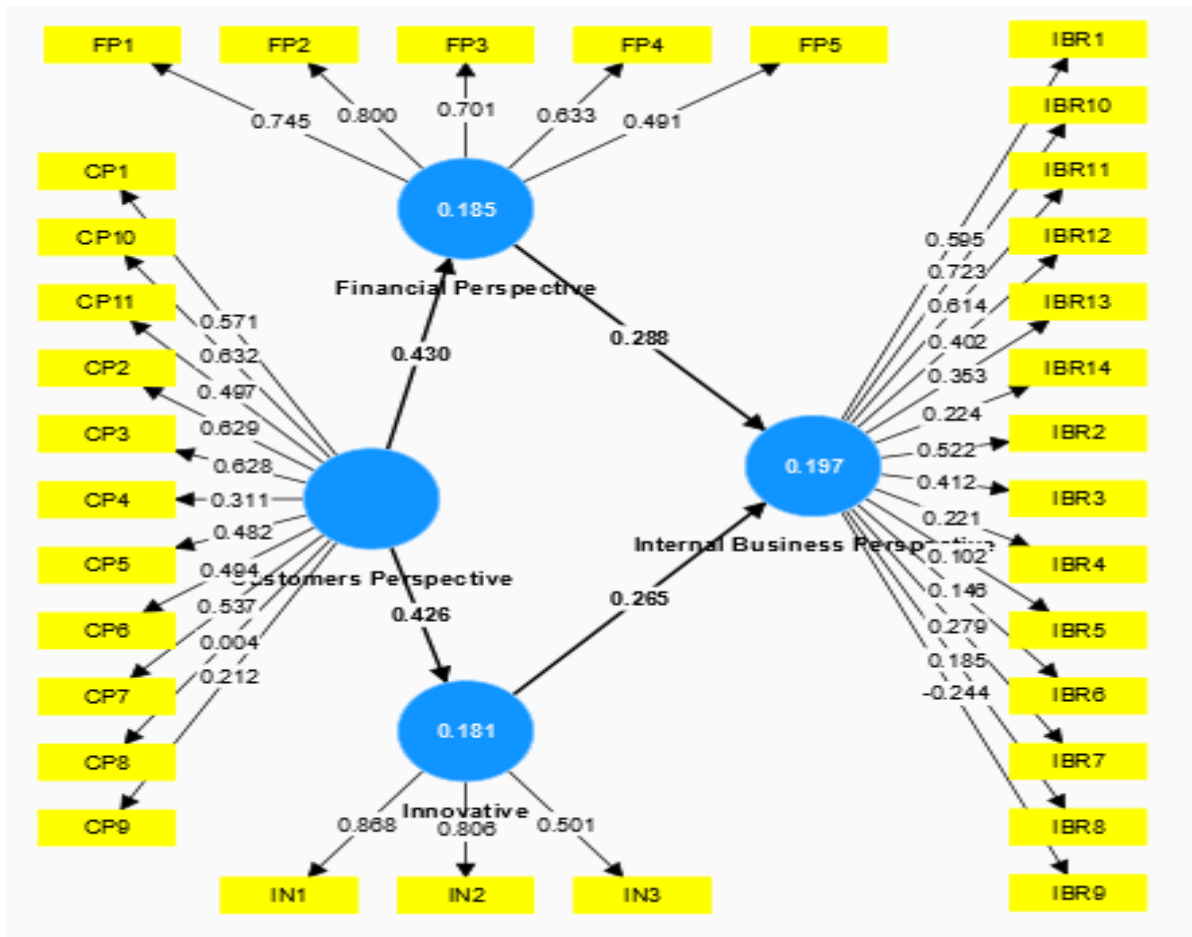 FP1
FP2
FP3
FP4
FP5
0.745
0.800
0.701
0.633
0.491
0.185
Financial Perspective
CP1
CP10
CP11
CP2
CP3
CP4
CP5
CP6
CP7
CP8
CP9
0.571
0.632
0.497
0.629
0.628
0.311
0.482
0.494
0.537
0.004
0.212
Customers Perspective
0.430
0.426
0.288
0.265
0.181
Innovative
0.868
0.806
0.501
IN1
IN2
IN3
0.197
Internal Business Perspective
0.595
0.723
0.614
0.402
0.353
0.224
0.522
0.412
0.221
0.102
0.146
0.279
0.185
-0.244
IBR1
IBR10
IBR11
IBR12
IBR13
IBR14
IBR2
IBR3
IBR4
IBR5
IBR6
IBR7
IBR8
IBR9